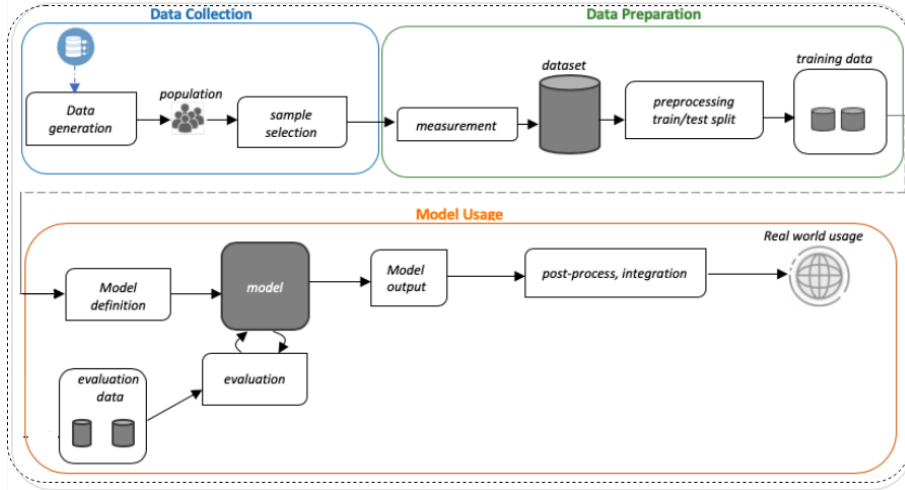 Data Collection
Data Preparation
Data
generation
population
sample
selection
measurement
dataset
preprocessing
train/test split
training data
Model Usage
Model
definition
model
Model
output
post-process, integration
Real world usage
evaluation
data
evaluation